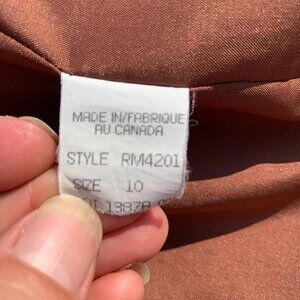 MADE IN/FABRIQUE
AU CANADA
STYLE RM4201
SIZE 10